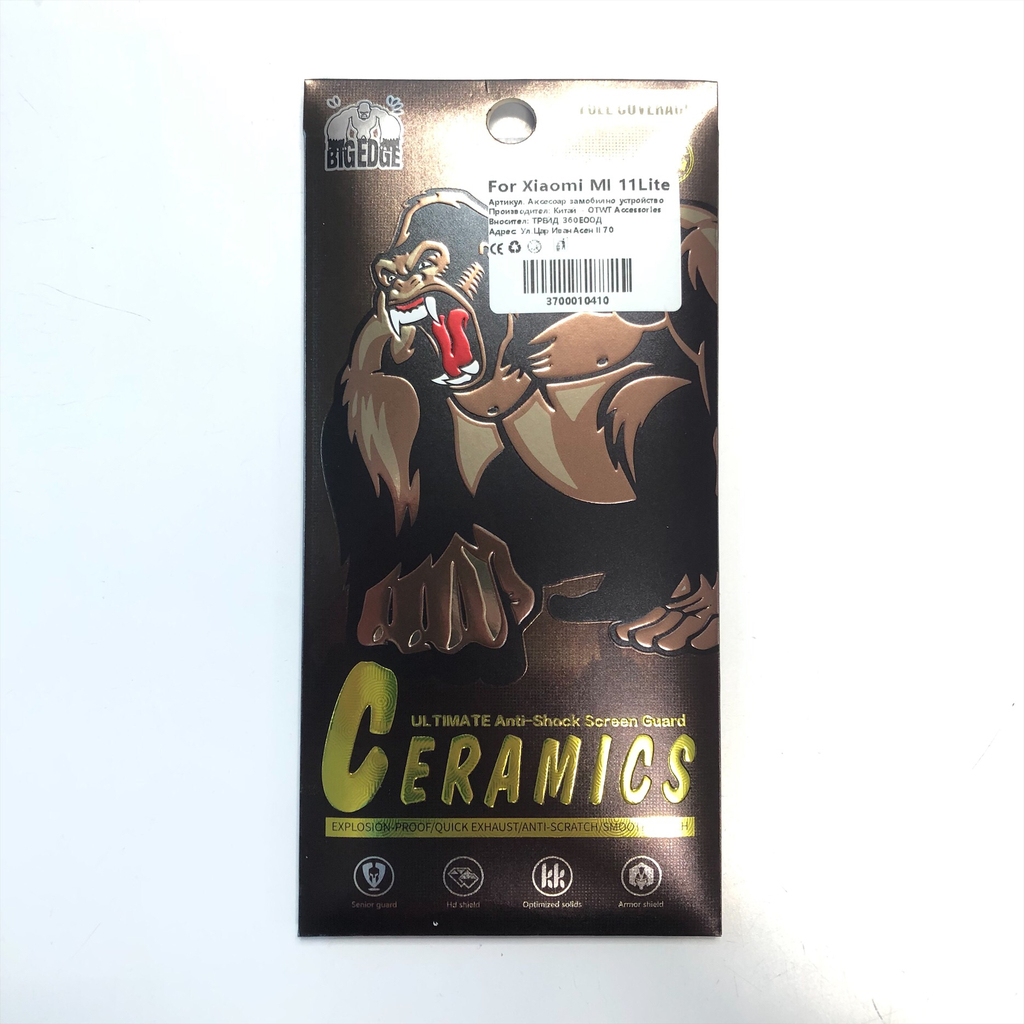 BIG EDGE
FULL COVERAGE
For Xiaomi MI 11Lite
Артикул. Аксесоар за мобилно устройство
Производител: Китай OTWT Accessories
Вносител: ТРЕЙД 360ЕООД
Адрес: Ул.Цар Иван Асен II 70
CE
3700010410
ULTIMATE Anti-Shock Screen Guard
CERAMICS
EXPLOSION-PROOF/QUICK EXHAUST/ANTI-SCRATCH/SMOOTH
Senior guard
Hd shield
Optimized solids
Armor shield